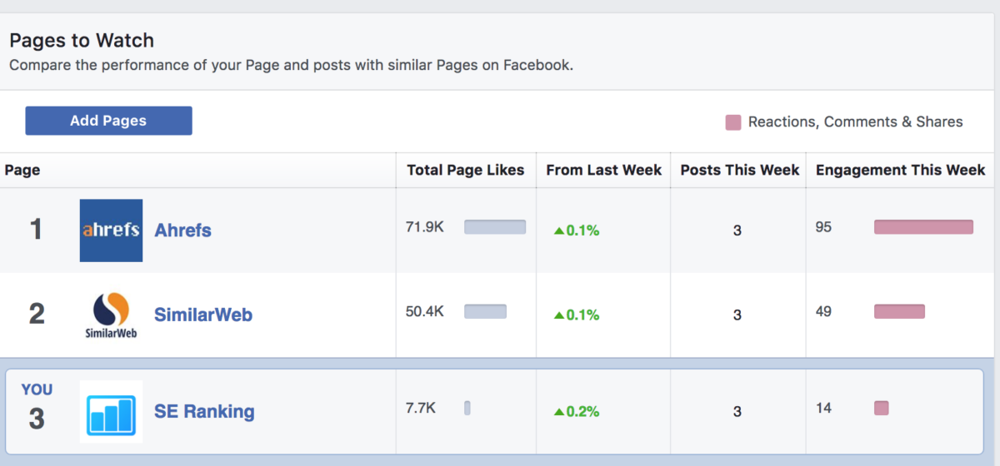 Pages to Watch
Compare the performance of your Page and posts with similar Pages on Facebook.
Add Pages
Reactions, Comments & Shares
Page Total Page Likes From Last Week Posts This Week Engagement This Week
1 ahrefs Ahrefs 71.9K 0.1% 3 95
2 SimilarWeb SimilarWeb 50.4K 0.1% 3 49
YOU
3 SE Ranking 7.7K 0.2% 3 14